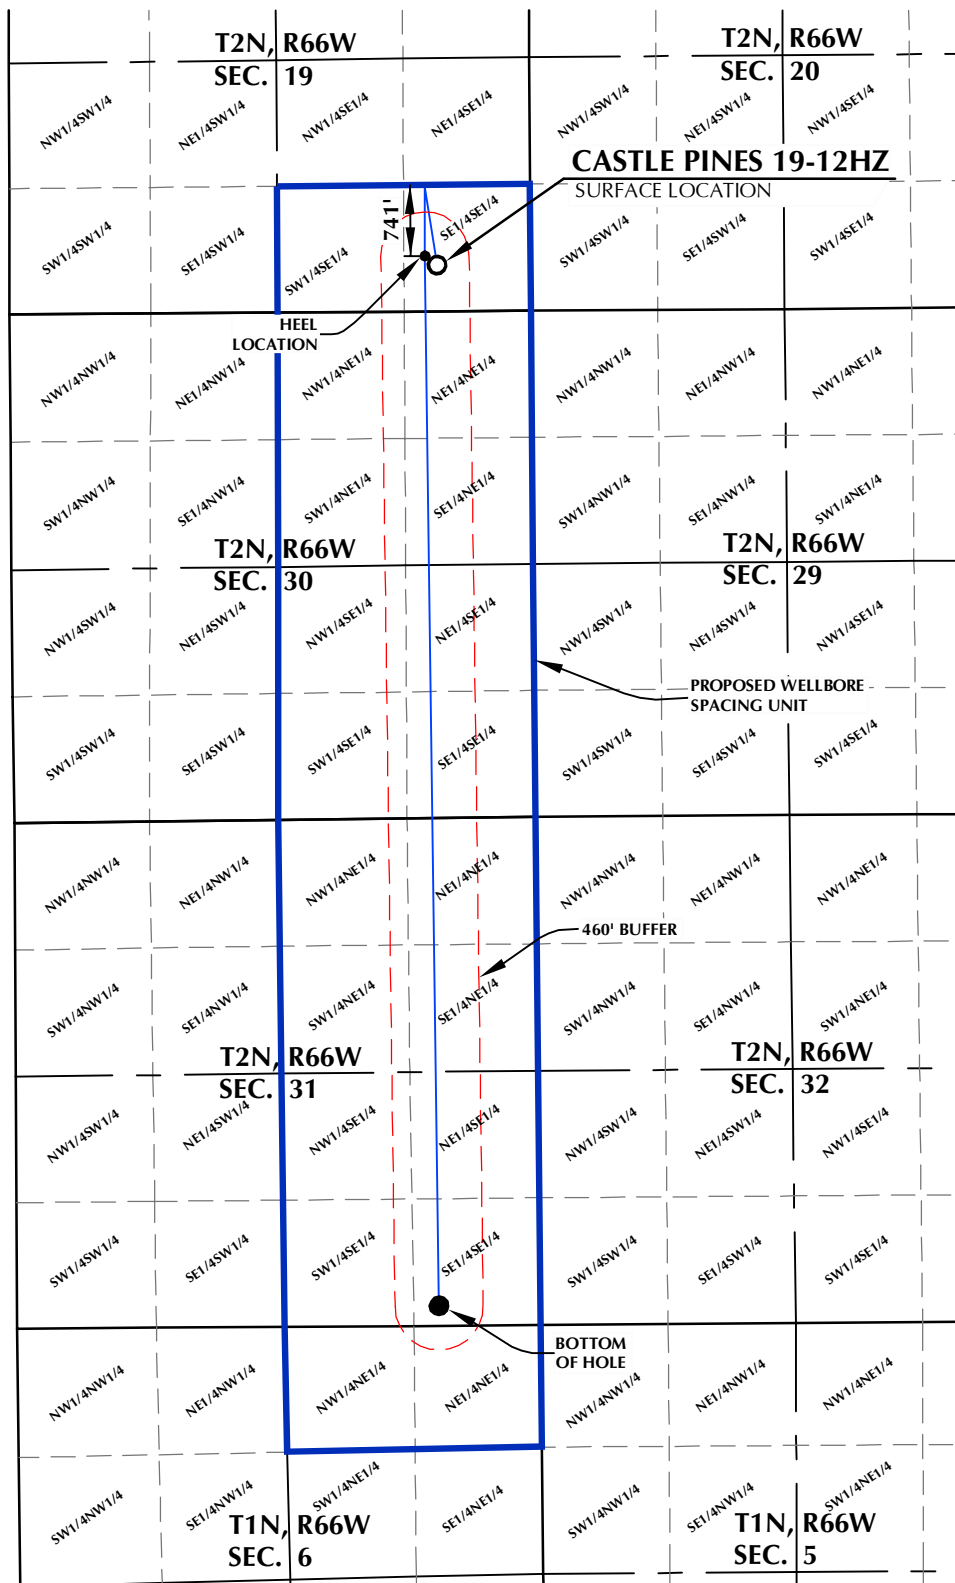 T2N, R66W
SEC. 19
T2N, R66W
SEC. 20
NW1/4SW1/4
NE1/4SW1/4
NW1/4SE1/4
NE1/4SE1/4
NW1/4SW1/4
NE1/4SW1/4
NW1/4SE1/4
CASTLE PINES 19-12HZ
SURFACE LOCATION
741'
SW1/4SW1/4
SE1/4SW1/4
SW1/4SE1/4
SE1/4SE1/4
SW1/4SW1/4
SE1/4SW1/4
SW1/4SE1/4
HEEL
LOCATION
NW1/4NW1/4
NE1/4NW1/4
NW1/4NE1/4
NE1/4NE1/4
NW1/4NW1/4
NE1/4NW1/4
NW1/4NE1/4
SW1/4NW1/4
SE1/4NW1/4
SW1/4NE1/4
SE1/4NE1/4
SW1/4NW1/4
SE1/4NW1/4
SW1/4NE1/4
T2N, R66W
SEC. 30
T2N, R66W
SEC. 29
NW1/4SW1/4
NE1/4SW1/4
NW1/4SE1/4
NE1/4SE1/4
NW1/4SW1/4
NE1/4SW1/4
NW1/4SE1/4
PROPOSED WELLBORE
SPACING UNIT
SW1/4SW1/4
SE1/4SW1/4
SW1/4SE1/4
SE1/4SE1/4
SW1/4SW1/4
SE1/4SW1/4
SW1/4SE1/4
NW1/4NW1/4
NE1/4NW1/4
NW1/4NE1/4
NE1/4NE1/4
NW1/4NW1/4
NE1/4NW1/4
NW1/4NE1/4
460' BUFFER
SW1/4NW1/4
SE1/4NW1/4
SW1/4NE1/4
SE1/4NE1/4
SW1/4NW1/4
SE1/4NW1/4
SW1/4NE1/4
T2N, R66W
SEC. 31
T2N, R66W
SEC. 32
NW1/4SW1/4
NE1/4SW1/4
NW1/4SE1/4
NE1/4SE1/4
NW1/4SW1/4
NE1/4SW1/4
NW1/4SE1/4
SW1/4SW1/4
SE1/4SW1/4
SW1/4SE1/4
SE1/4SE1/4
SW1/4SW1/4
SE1/4SW1/4
SW1/4SE1/4
BOTTOM
OF HOLE
NW1/4NW1/4
NE1/4NW1/4
NW1/4NE1/4
NE1/4NE1/4
NW1/4NW1/4
NE1/4NW1/4
NW1/4NE1/4
SW1/4NW1/4
SE1/4NW1/4
SW1/4NE1/4
SE1/4NE1/4
SW1/4NW1/4
SE1/4NW1/4
SW1/4NE1/4
T1N, R66W
SEC. 6
T1N, R66W
SEC. 5